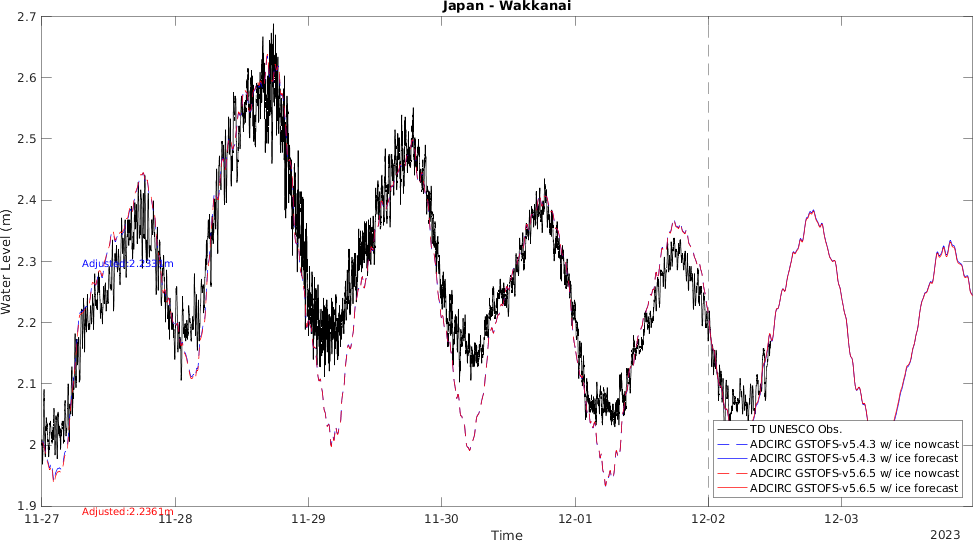 Japan - Wakkanai
2.7
2.6
2.5
2.4
2.3
2.2
2.1
2
1.9
Water Level (m)
Adjusted:2.2331m
Adjusted:2.2361m
TD UNESCO Obs.
ADCIRC GSTOFS-v5.4.3 w/ ice nowcast
ADCIRC GSTOFS-v5.4.3 w/ ice forecast
ADCIRC GSTOFS-v5.6.5 w/ ice nowcast
ADCIRC GSTOFS-v5.6.5 w/ ice forecast
11-27
11-28
11-29
11-30
12-01
12-02
12-03
Time
2023